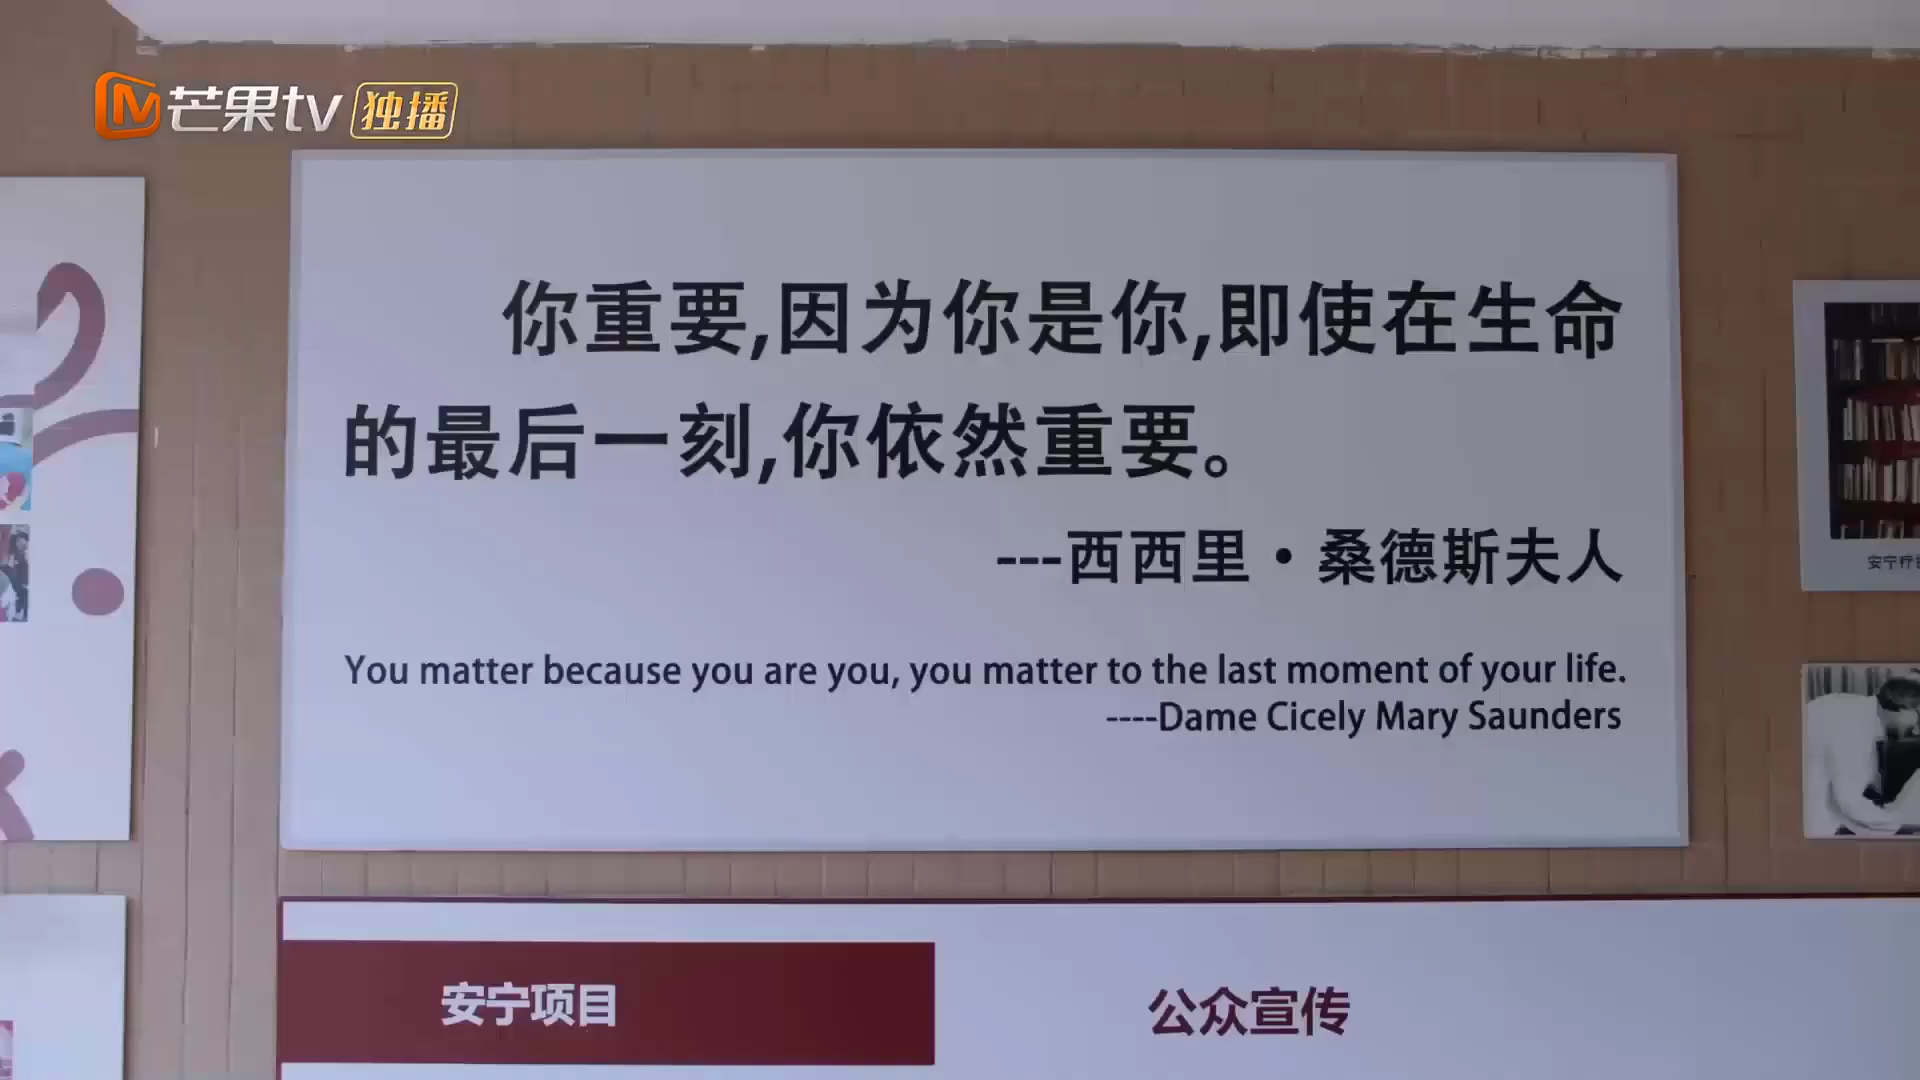 芒果tv 独播
你重要,因为你是你,即使在生命
的最后一刻,你依然重要。
---西西里·桑德斯夫人
You matter because you are you, you matter to the last moment of your life.
----Dame Cicely Mary Saunders
安宁疗
安宁项目
公众宣传